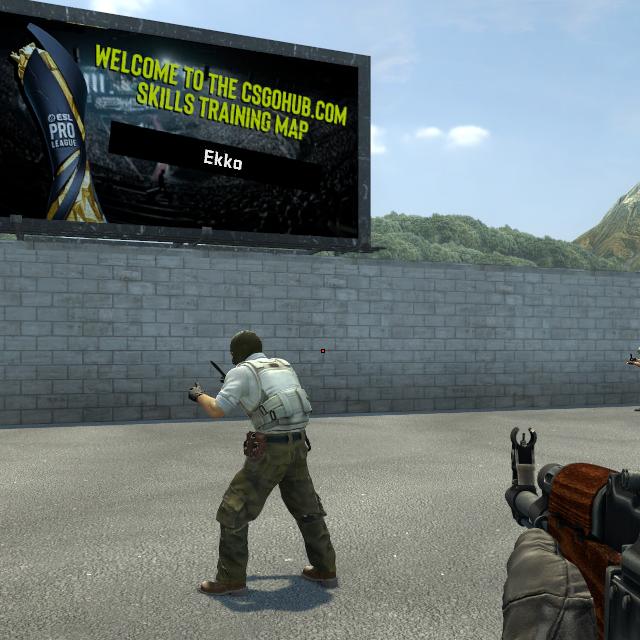 WELCOME TO THE CSGOHUB.COM
SKILLS TRAINING MAP
Ekko
ESL
PRO
LEAGUE